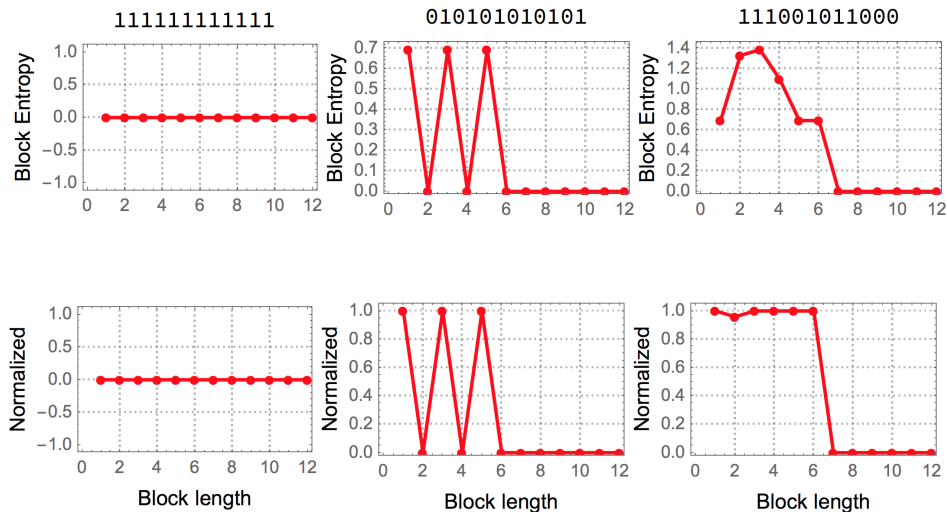 111111111111
010101010101
111001011000
Block Entropy
1.0
0.5
0.0
−0.5
−1.0
0 2 4 6 8 10 12
Block Entropy
0.7
0.6
0.5
0.4
0.3
0.2
0.1
0.0
0 2 4 6 8 10 12
Block Entropy
1.4
1.2
1.0
0.8
0.6
0.4
0.2
0.0
0 2 4 6 8 10 12
Normalized
1.0
0.5
0.0
−0.5
−1.0
0 2 4 6 8 10 12
Block length
Normalized
1.0
0.8
0.6
0.4
0.2
0.0
0 2 4 6 8 10 12
Block length
Normalized
1.0
0.8
0.6
0.4
0.2
0.0
0 2 4 6 8 10 12
Block length